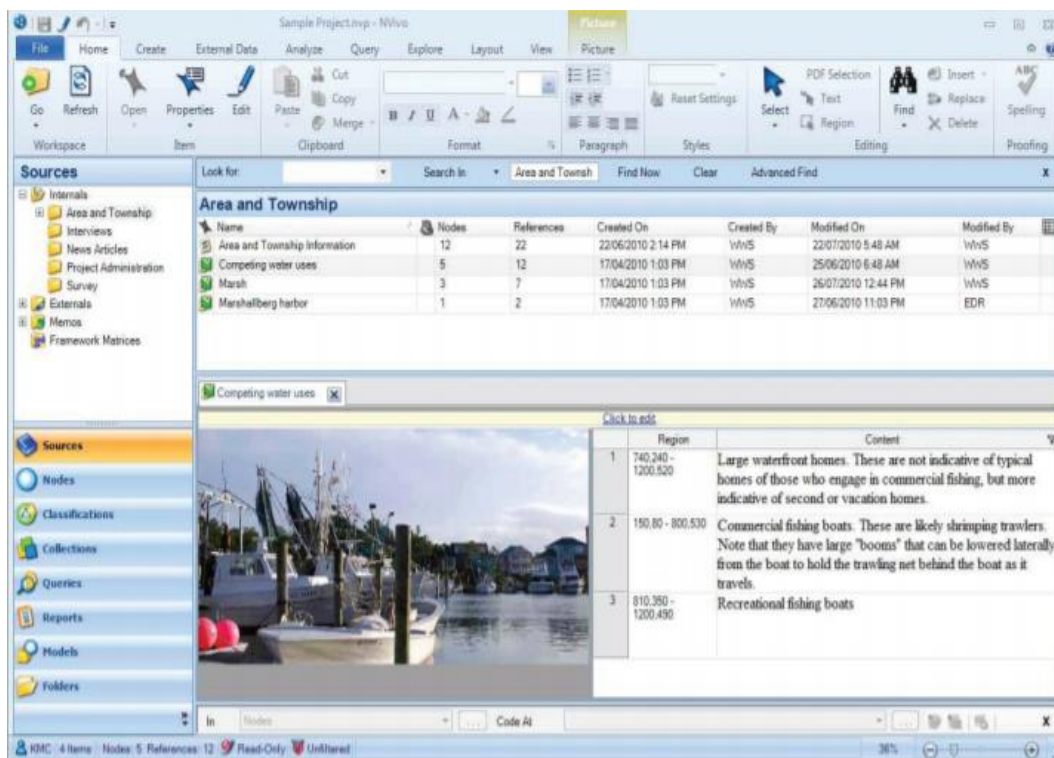 Sample Project.nvp - NVivo
Picture
File Home Create External Data Analyze Query Explore Layout View Picture
Go Refresh Open Properties Edit Paste Cut Copy Merge
B I U A
Reset Settings
Select PDF Selection Text Region Find Insert Replace Delete
ABC Spelling
Workspace Item Clipboard Format Paragraph Styles Editing Proofing
Sources
Internals
Area and Township
Interviews
News Articles
Project Administration
Survey
Externals
Memos
Framework Matrices
Look for: Search In Area and Townsh Find Now Clear Advanced Find X
Area and Township
Name Nodes References Created On Created By Modified On Modified By
Area and Township Information 12 22 22/06/2010 2:14 PM WWS 22/07/2010 5:48 AM WWS
Competing water uses 5 12 17/04/2010 1:03 PM WWS 25/06/2010 6:48 AM WWS
Marsh 3 7 17/04/2010 1:03 PM WWS 26/07/2010 12:44 PM WWS
Marshallberg harbor 1 2 17/04/2010 1:03 PM WWS 27/06/2010 11:03 PM EDR
Competing water uses
Click to edit
Region Content
1 740,240 - 1200,520 Large waterfront homes. These are not indicative of typical
homes of those who engage in commercial fishing, but more
indicative of second or vacation homes.
2 150,80 - 800,530 Commercial fishing boats. These are likely shrimping trawlers.
Note that they have large "booms" that can be lowered laterally
from the boat to hold the trawling net behind the boat as it
travels.
3 810,350 - 1200,490 Recreational fishing boats
Sources
Nodes
Classifications
Collections
Queries
Reports
Models
Folders
In Nodes ... Code At ... X
KMC 4 Items Nodes: 5 References: 12 Read-Only Unfiltered 36%